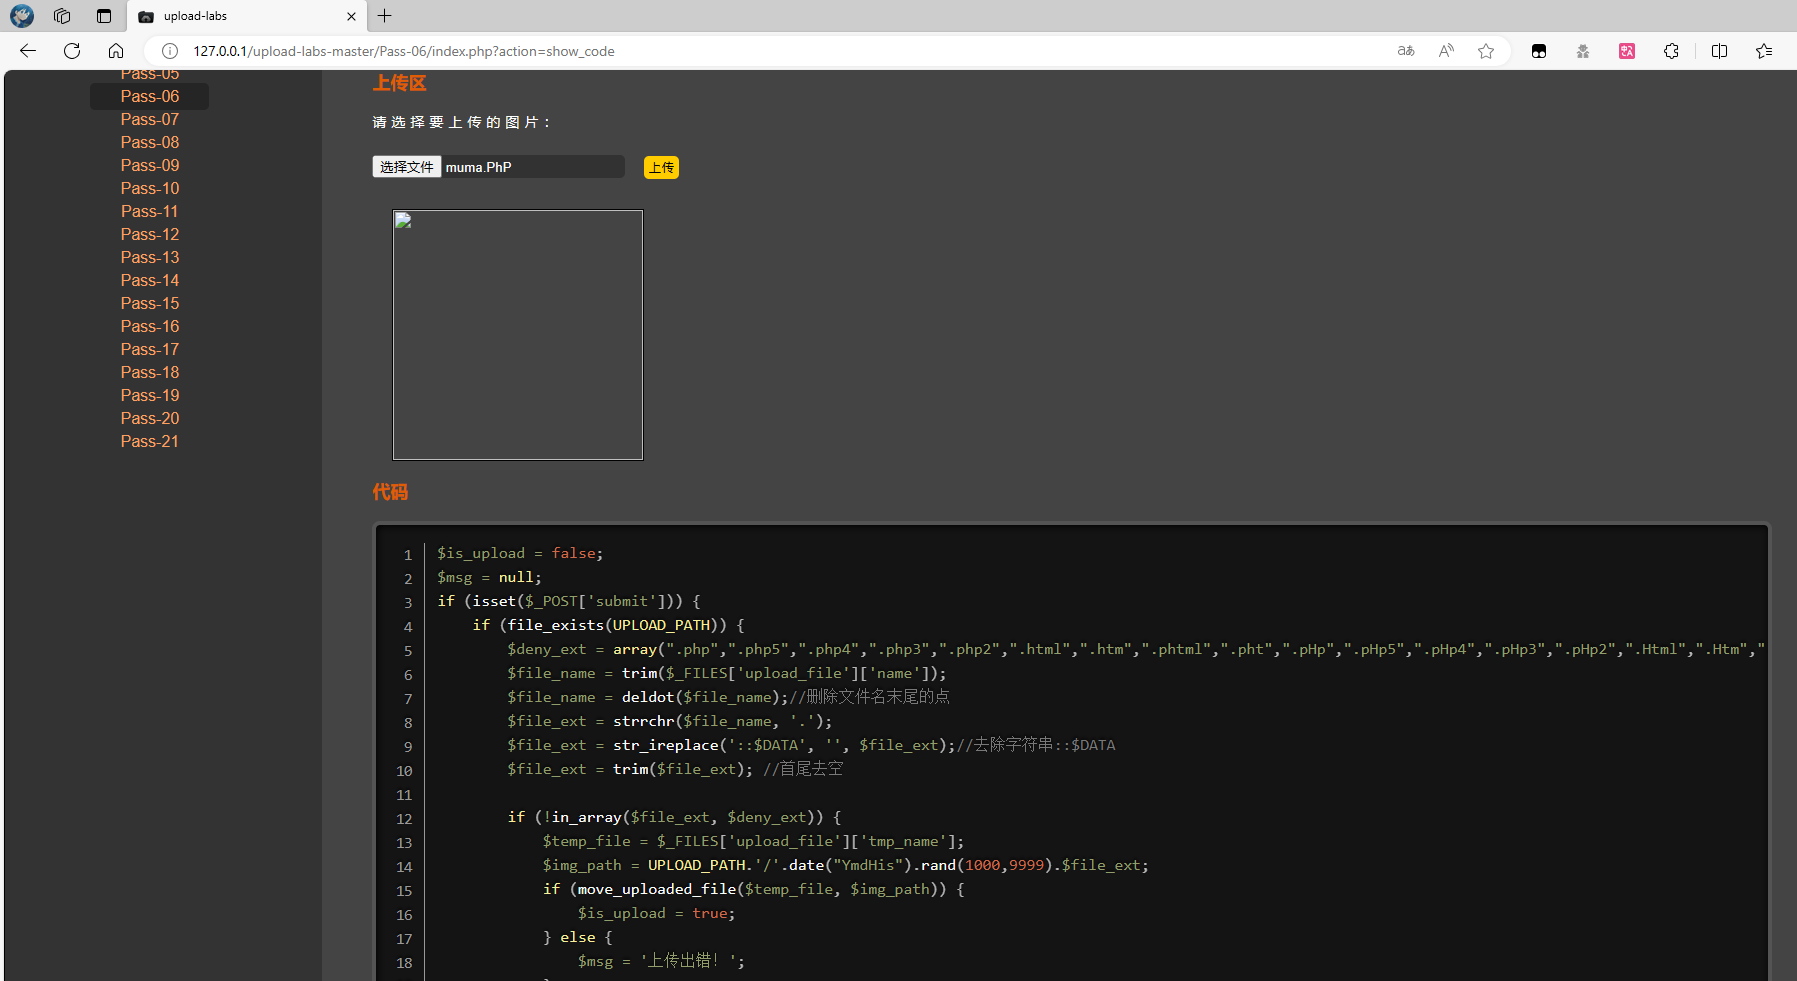 upload-labs
127.0.0.1/upload-labs-master/Pass-06/index.php?action=show_code
Pass-05
Pass-06
Pass-07
Pass-08
Pass-09
Pass-10
Pass-11
Pass-12
Pass-13
Pass-14
Pass-15
Pass-16
Pass-17
Pass-18
Pass-19
Pass-20
Pass-21
上传区
请选择要上传的图片：
选择文件 muma.PhP 上传
代码
1 $is_upload = false;
2 $msg = null;
3 if (isset($_POST['submit'])) {
4 if (file_exists(UPLOAD_PATH)) {
5 $deny_ext = array(".php",".php5",".php4",".php3",".php2",".html",".htm",".phtml",".pht",".pHp",".pHp5",".pHp4",".pHp3",".pHp2",".Html",".Htm","
6 $file_name = trim($_FILES['upload_file']['name']);
7 $file_name = deldot($file_name);//删除文件名末尾的点
8 $file_ext = strrchr($file_name, '.');
9 $file_ext = str_ireplace('::$DATA', '', $file_ext);//去除字符串::$DATA
10 $file_ext = trim($file_ext); //首尾去空
11
12 if (!in_array($file_ext, $deny_ext)) {
13 $temp_file = $_FILES['upload_file']['tmp_name'];
14 $img_path = UPLOAD_PATH.'/'.date("YmdHis").rand(1000,9999).$file_ext;
15 if (move_uploaded_file($temp_file, $img_path)) {
16 $is_upload = true;
17 } else {
18 $msg = '上传出错！';